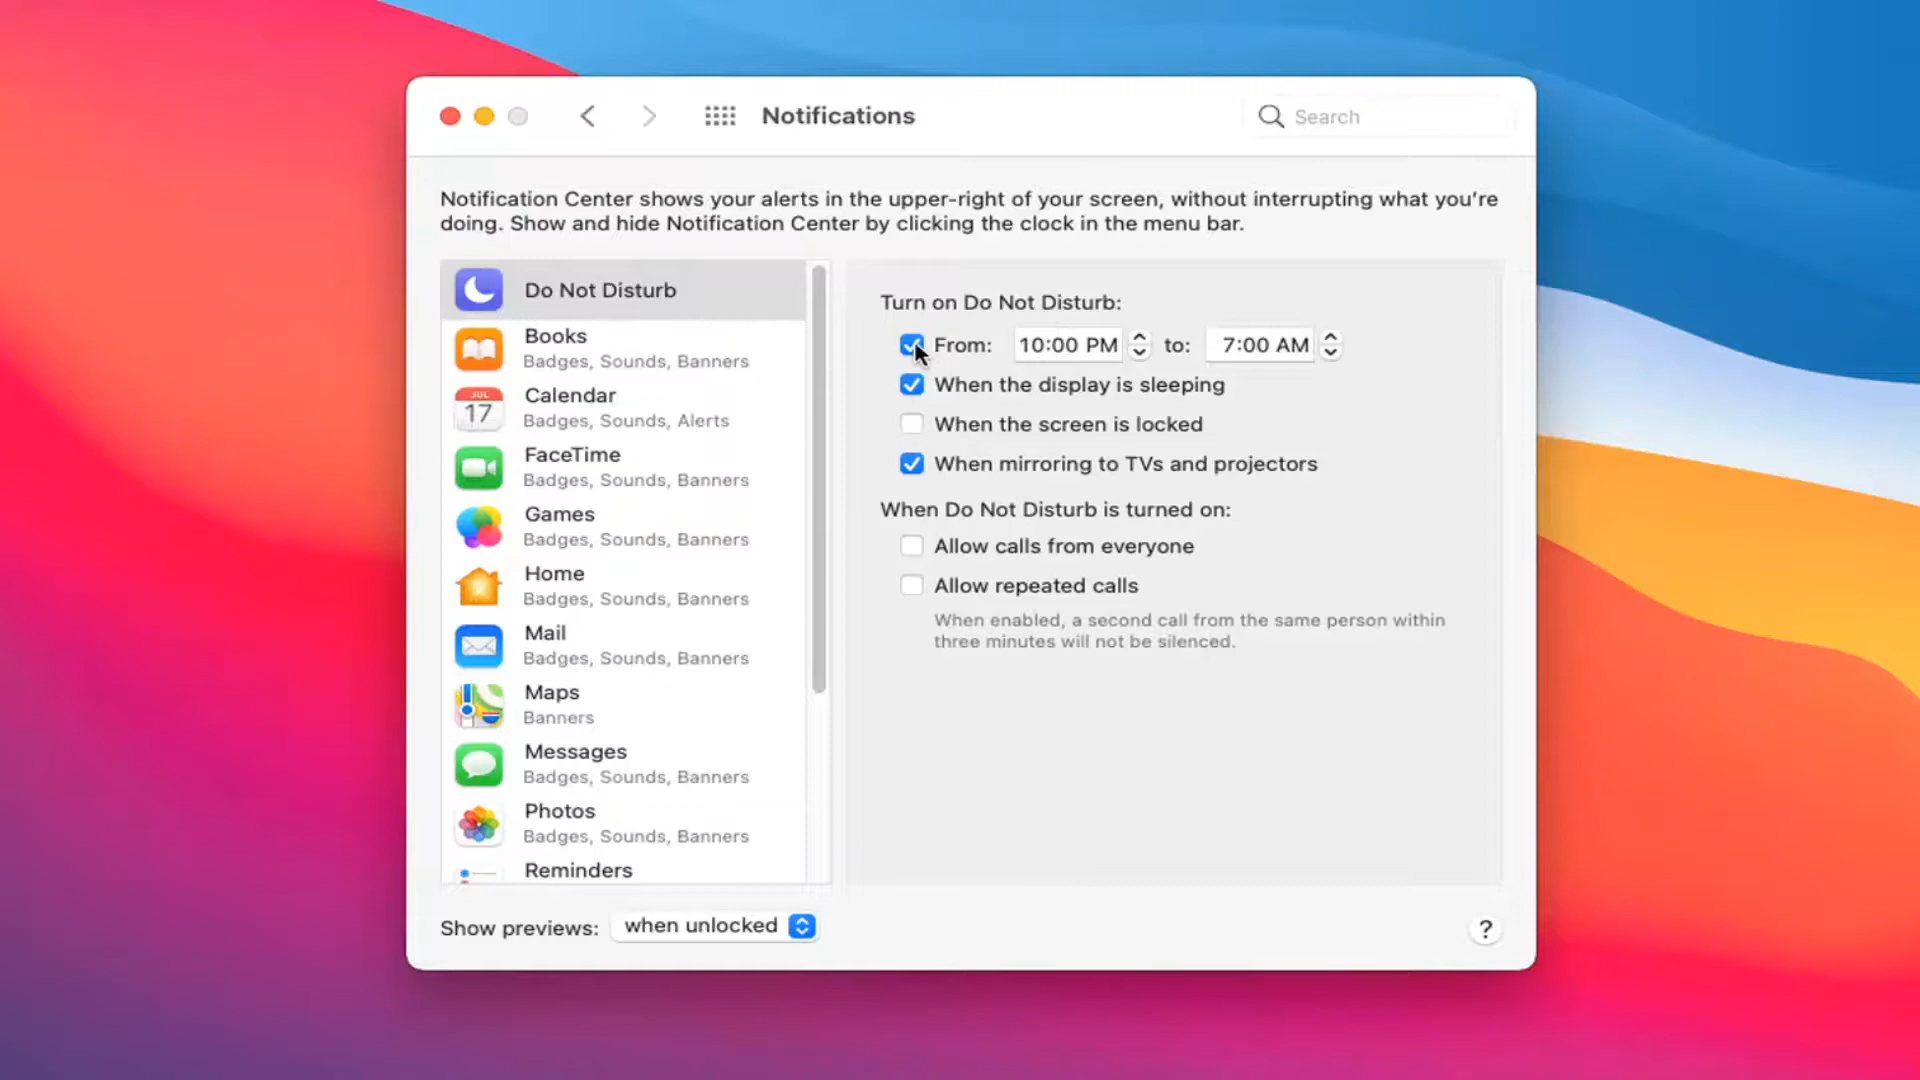 Notifications
Search
Notification Center shows your alerts in the upper-right of your screen, without interrupting what you're
doing. Show and hide Notification Center by clicking the clock in the menu bar.
Do Not Disturb
Books
Badges, Sounds, Banners
JUL
17
Calendar
Badges, Sounds, Alerts
FaceTime
Badges, Sounds, Banners
Games
Badges, Sounds, Banners
Home
Badges, Sounds, Banners
Mail
Badges, Sounds, Banners
Maps
Banners
Messages
Badges, Sounds, Banners
Photos
Badges, Sounds, Banners
Reminders
Turn on Do Not Disturb:
From: 10:00 PM to: 7:00 AM
When the display is sleeping
When the screen is locked
When mirroring to TVs and projectors
When Do Not Disturb is turned on:
Allow calls from everyone
Allow repeated calls
When enabled, a second call from the same person within
three minutes will not be silenced.
Show previews: when unlocked
?